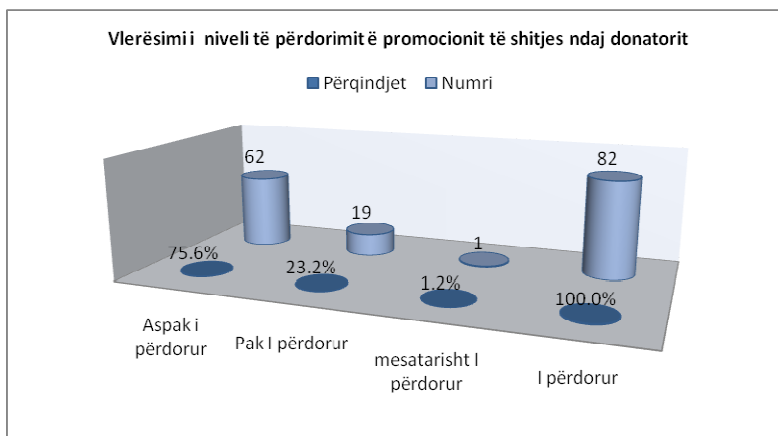 Vlerësimi i niveli të përdorimit ë promocionit të shitjes ndaj donatorit
Përqindjet Numri
62
19
1
82
75.6%
23.2%
1.2%
100.0%
Aspak i
përdorur
Pak I përdorur
mesatarisht I
përdorur
I përdorur